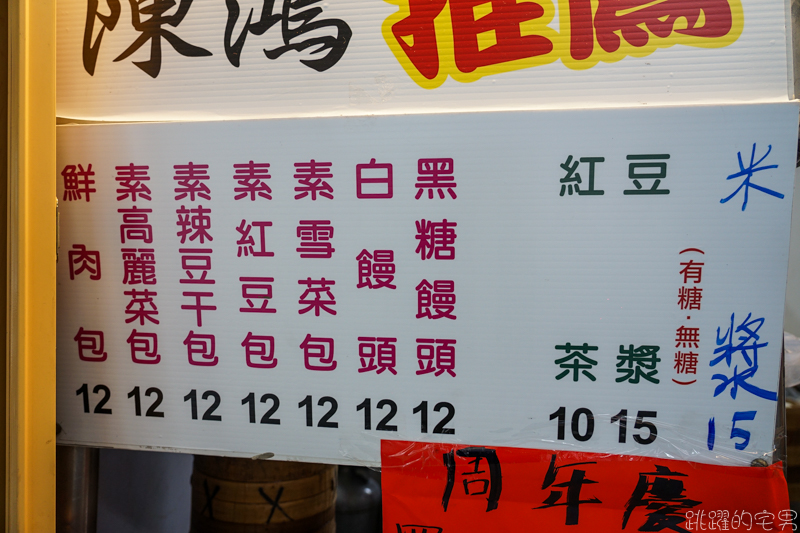 陳鴻
推薦
鮮肉包 12
素高麗菜包 12
素辣豆干包 12
素紅豆包 12
素雪菜包 12
白饅頭 12
黑糖饅頭 12
紅茶 10
豆漿 15
（有糖·無糖）
米漿 15
周年慶
跳躍的宅男